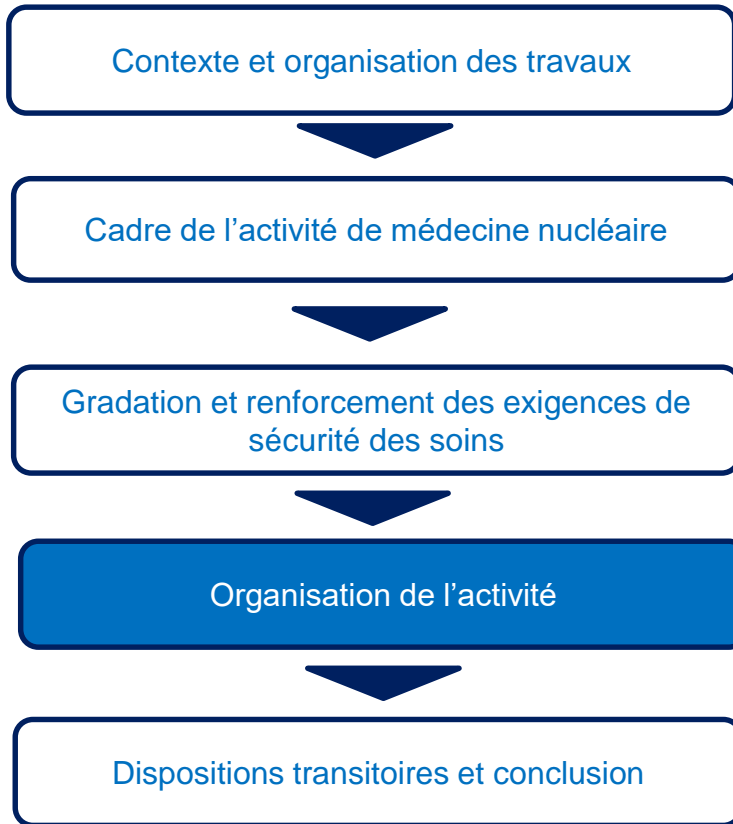 Contexte et organisation des travaux
Cadre de l’activité de médecine nucléaire
Gradation et renforcement des exigences de
sécurité des soins
Organisation de l’activité
Dispositions transitoires et conclusion